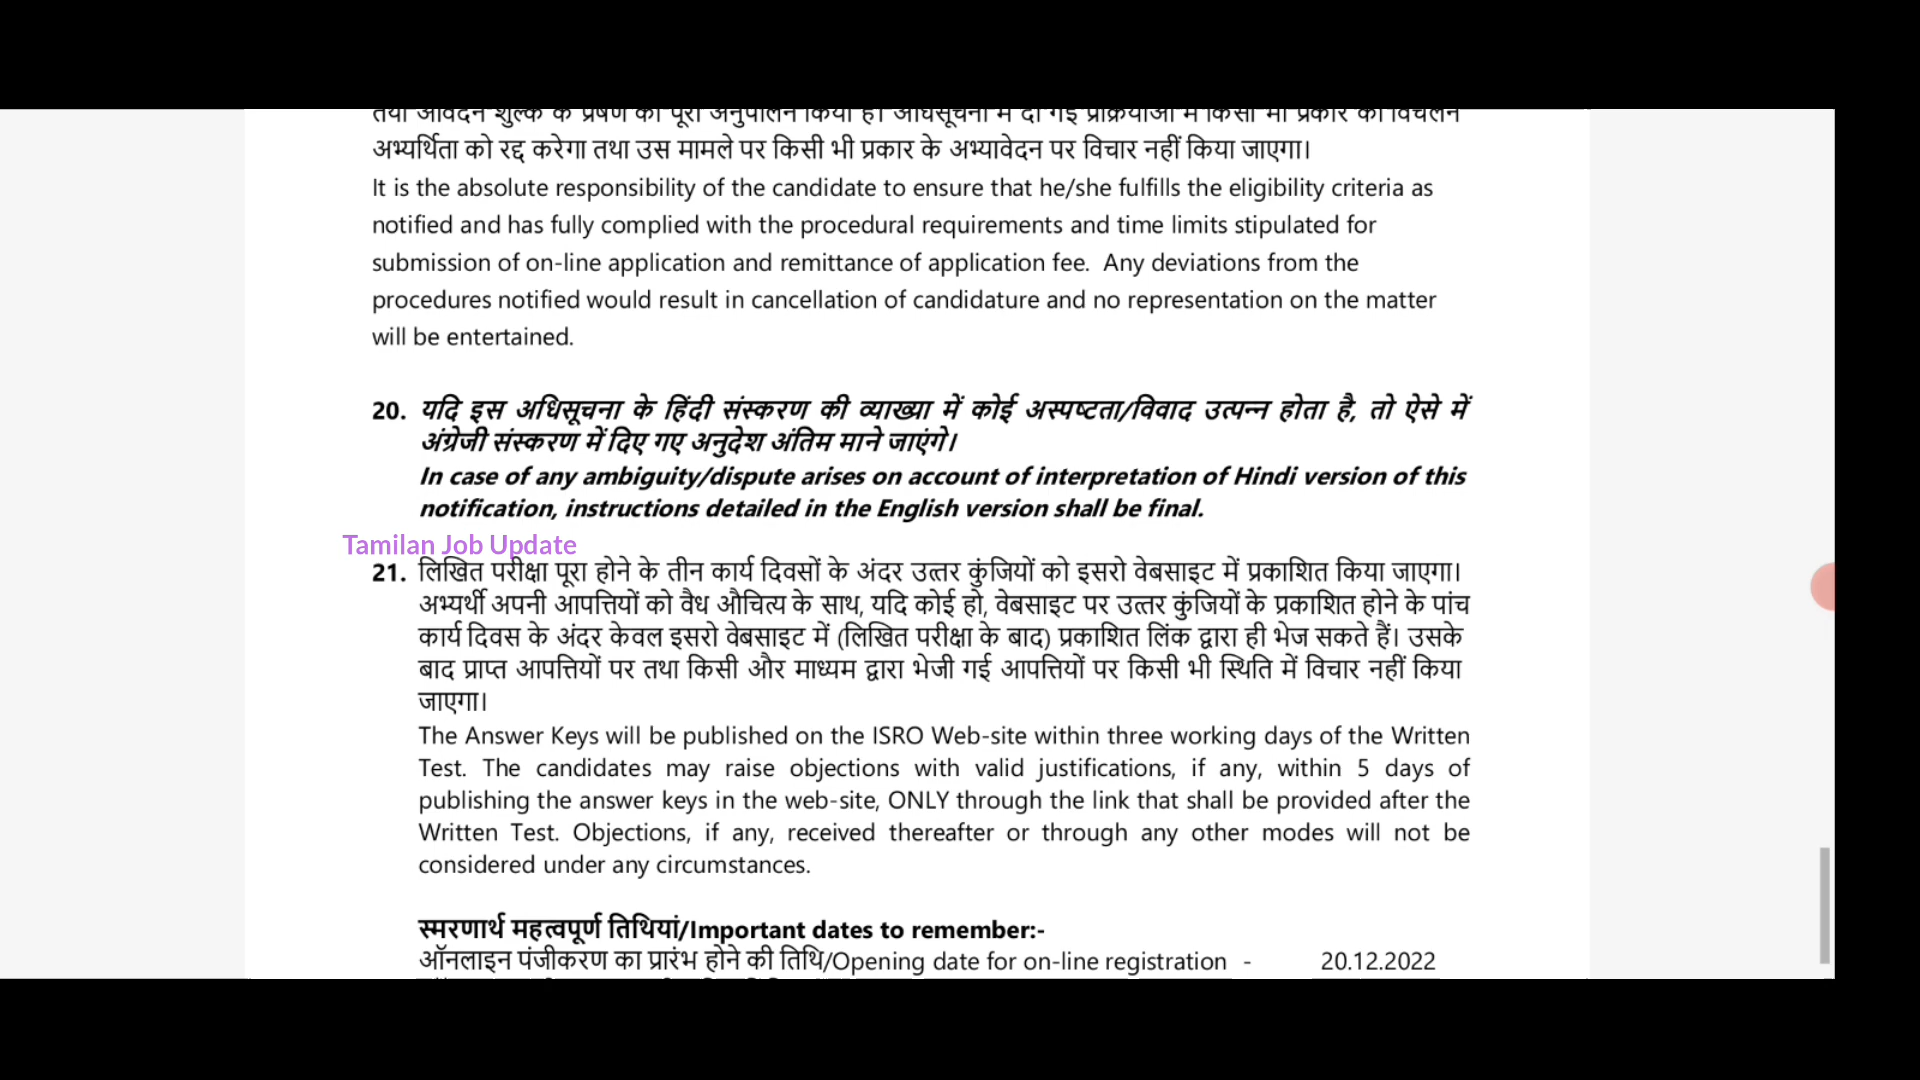 तथा आवेदन शुल्क के प्रेषण का पूरा अनुपालन किया है। अधिसूचना में दी गई प्रक्रियाओं में किसी भी प्रकार का विचलन
अभ्यर्थिता को रद्द करेगा तथा उस मामले पर किसी भी प्रकार के अभ्यावेदन पर विचार नहीं किया जाएगा।
It is the absolute responsibility of the candidate to ensure that he/she fulfills the eligibility criteria as
notified and has fully complied with the procedural requirements and time limits stipulated for
submission of on-line application and remittance of application fee. Any deviations from the
procedures notified would result in cancellation of candidature and no representation on the matter
will be entertained.
20. यदि इस अधिसूचना के हिंदी संस्करण की व्याख्या में कोई अस्पष्टता/विवाद उत्पन्न होता है, तो ऐसे में
अंग्रेजी संस्करण में दिए गए अनुदेश अंतिम माने जाएंगे।
In case of any ambiguity/dispute arises on account of interpretation of Hindi version of this
notification, instructions detailed in the English version shall be final.
Tamilan Job Update
21. लिखित परीक्षा पूरा होने के तीन कार्य दिवसों के अंदर उत्तर कुंजियों को इसरो वेबसाइट में प्रकाशित किया जाएगा।
अभ्यर्थी अपनी आपत्तियों को वैध औचित्य के साथ, यदि कोई हो, वेबसाइट पर उत्तर कुंजियों के प्रकाशित होने के पांच
कार्य दिवस के अंदर केवल इसरो वेबसाइट में (लिखित परीक्षा के बाद) प्रकाशित लिंक द्वारा ही भेज सकते हैं। उसके
बाद प्राप्त आपत्तियों पर तथा किसी और माध्यम द्वारा भेजी गई आपत्तियों पर किसी भी स्थिति में विचार नहीं किया
जाएगा।
The Answer Keys will be published on the ISRO Web-site within three working days of the Written
Test. The candidates may raise objections with valid justifications, if any, within 5 days of
publishing the answer keys in the web-site, ONLY through the link that shall be provided after the
Written Test. Objections, if any, received thereafter or through any other modes will not be
considered under any circumstances.
स्मरणार्थ महत्वपूर्ण तिथियां/Important dates to remember:-
ऑनलाइन पंजीकरण का प्रारंभ होने की तिथि/Opening date for on-line registration - 20.12.2022